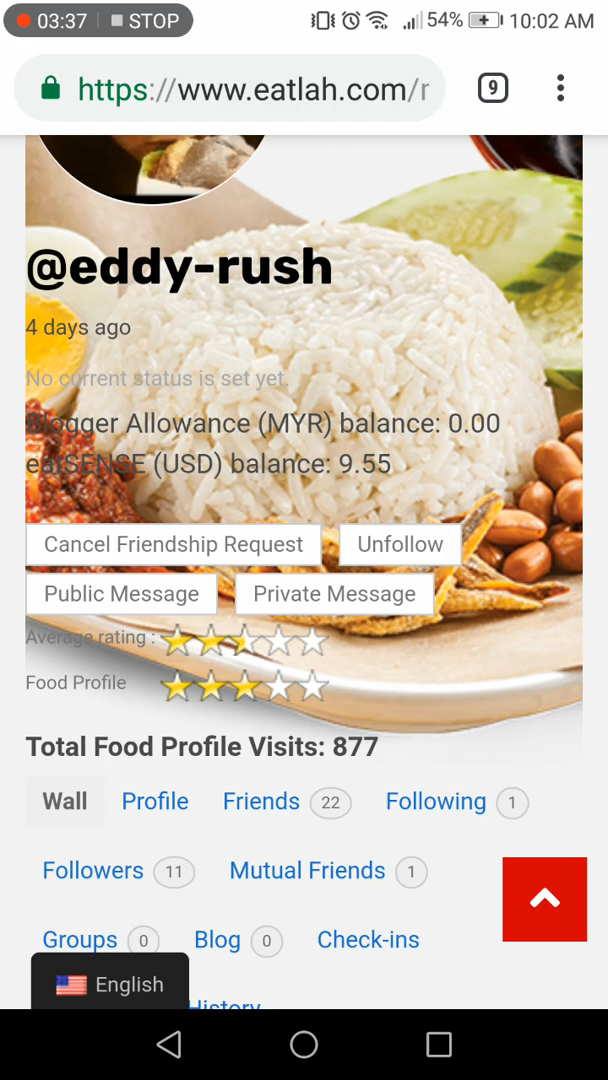 03:37 STOP 54% 10:02 AM
https://www.eatlah.com/r 9
@eddy-rush
4 days ago
No current status is set yet.
Blogger Allowance (MYR) balance: 0.00
eatSENSE (USD) balance: 9.55
Cancel Friendship Request Unfollow
Public Message Private Message
Average rating :
Food Profile
Total Food Profile Visits: 877
Wall Profile Friends 22 Following 1
Followers 11 Mutual Friends 1
Groups 0 Blog 0 Check-ins
English History